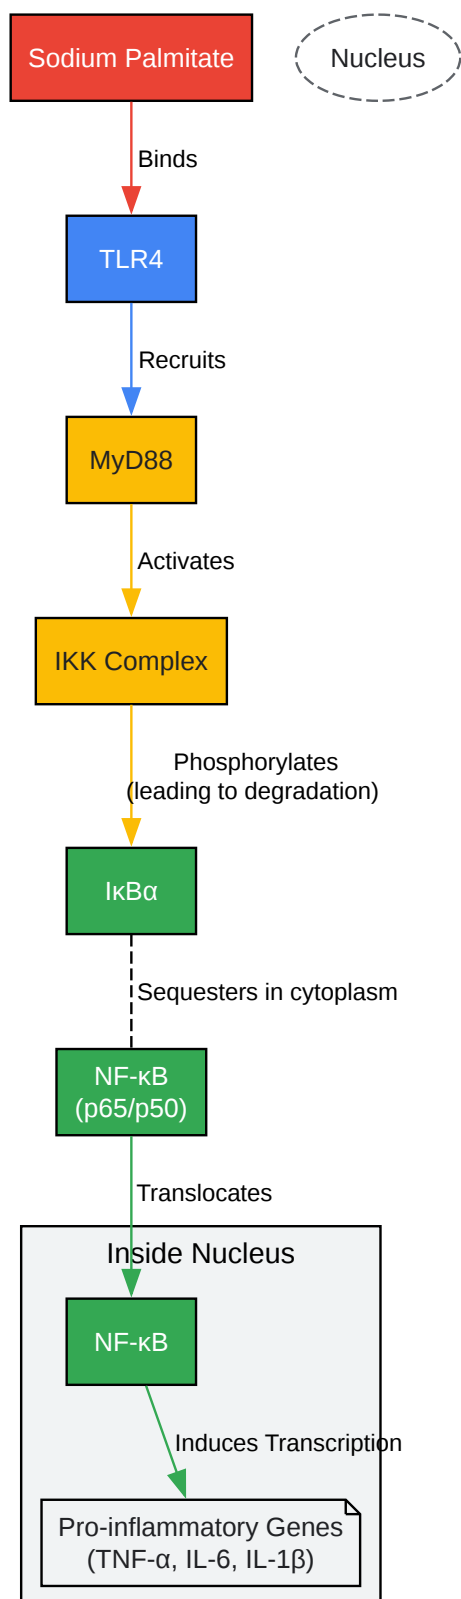 Sodium Palmitate
Nucleus
Binds
TLR4
Recruits
MyD88
Activates
IKK Complex
Phosphorylates
(leading to degradation)
IκBα
Sequesters in cytoplasm
NF-κB
(p65/p50)
Translocates
Inside Nucleus
NF-κB
Induces Transcription
Pro-inflammatory Genes
(TNF-α, IL-6, IL-1β)